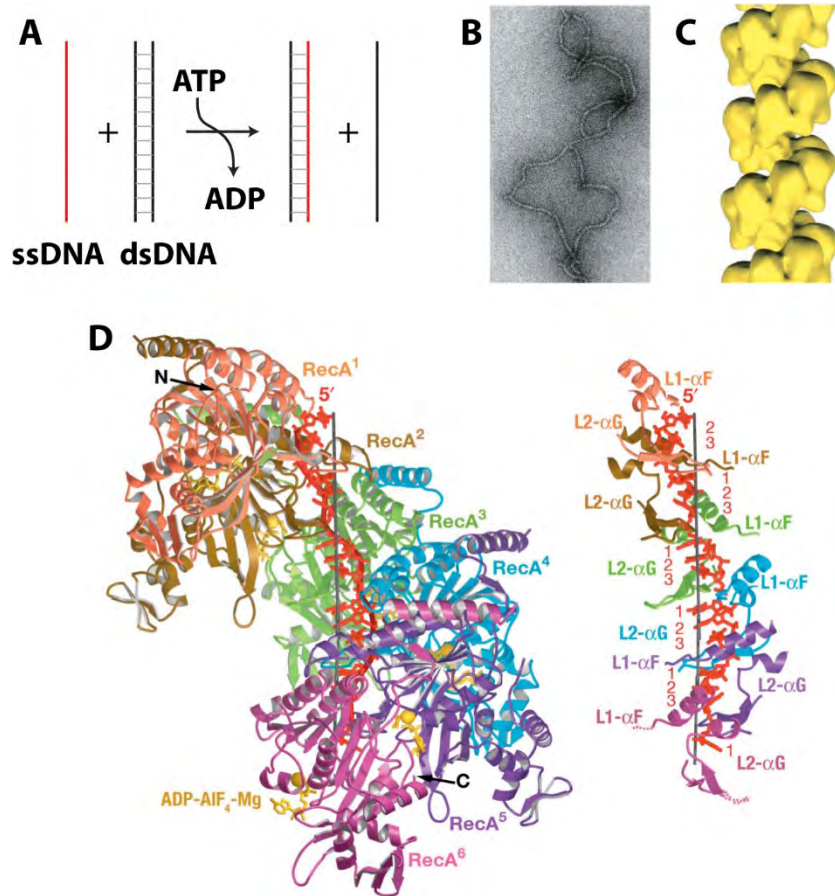 A
ATP
+
+
ADP
ssDNA dsDNA
B
C
D
N
RecA¹
5′
RecA²
RecA³
RecA⁴
C
ADP-AlF₄-Mg
RecA⁵
RecA⁶
L1-αF
5′
L2-αG
2
3
L1-αF
1
L2-αG
2
3
L1-αF
1
L2-αG
2
3
L1-αF
1
L2-αG
2
3
L1-αF
1
L2-αG
2
3
L1-αF
1
L2-αG